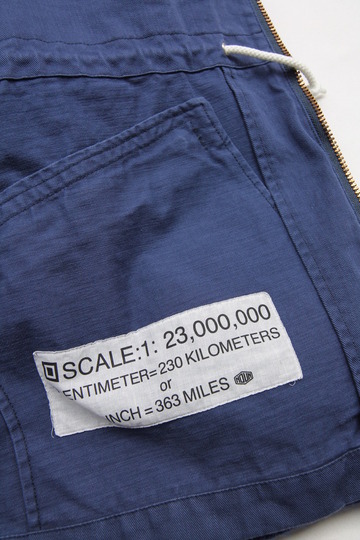 SCALE:1: 23,000,000
ENTIMETER=230 KILOMETERS
or
INCH = 363 MILES